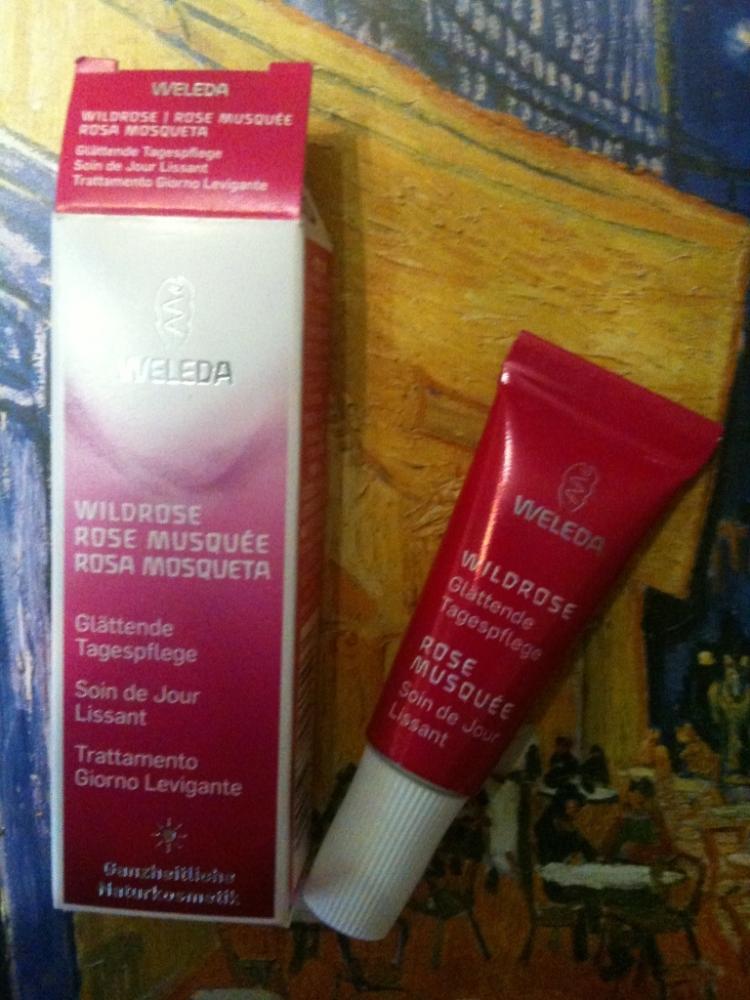 WELEDA
WILDROSE | ROSE MUSQUÉE
ROSA MOSQUETA
Glättende Tagespflege
Soin de Jour Lissant
Trattamento Giorno Levigante
WELEDA
WILDROSE
ROSE MUSQUÉE
ROSA MOSQUETA
Glättende
Tagespflege
Soin de Jour
Lissant
Trattamento
Giorno Levigante
Ganzheitliche
Naturkosmetik
WELEDA
WILDROSE
Glättende
Tagespflege
ROSE
MUSQUÉE
Soin de Jour
Lissant